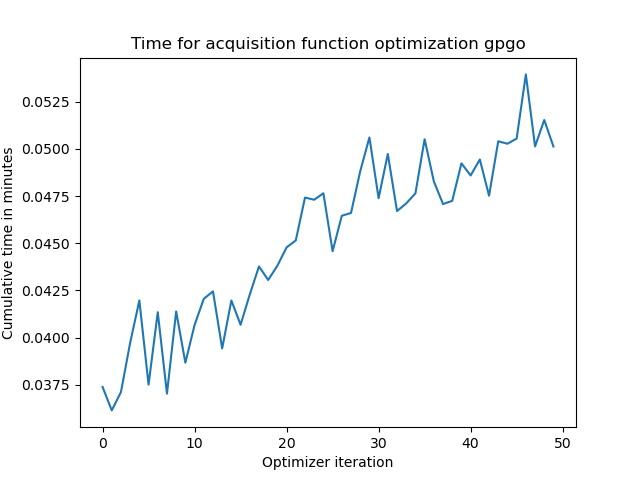 Time for acquisition function optimization gpgo
0.0525
0.0500
0.0475
0.0450
0.0425
0.0400
0.0375
Cumulative time in minutes
0 10 20 30 40 50
Optimizer iteration